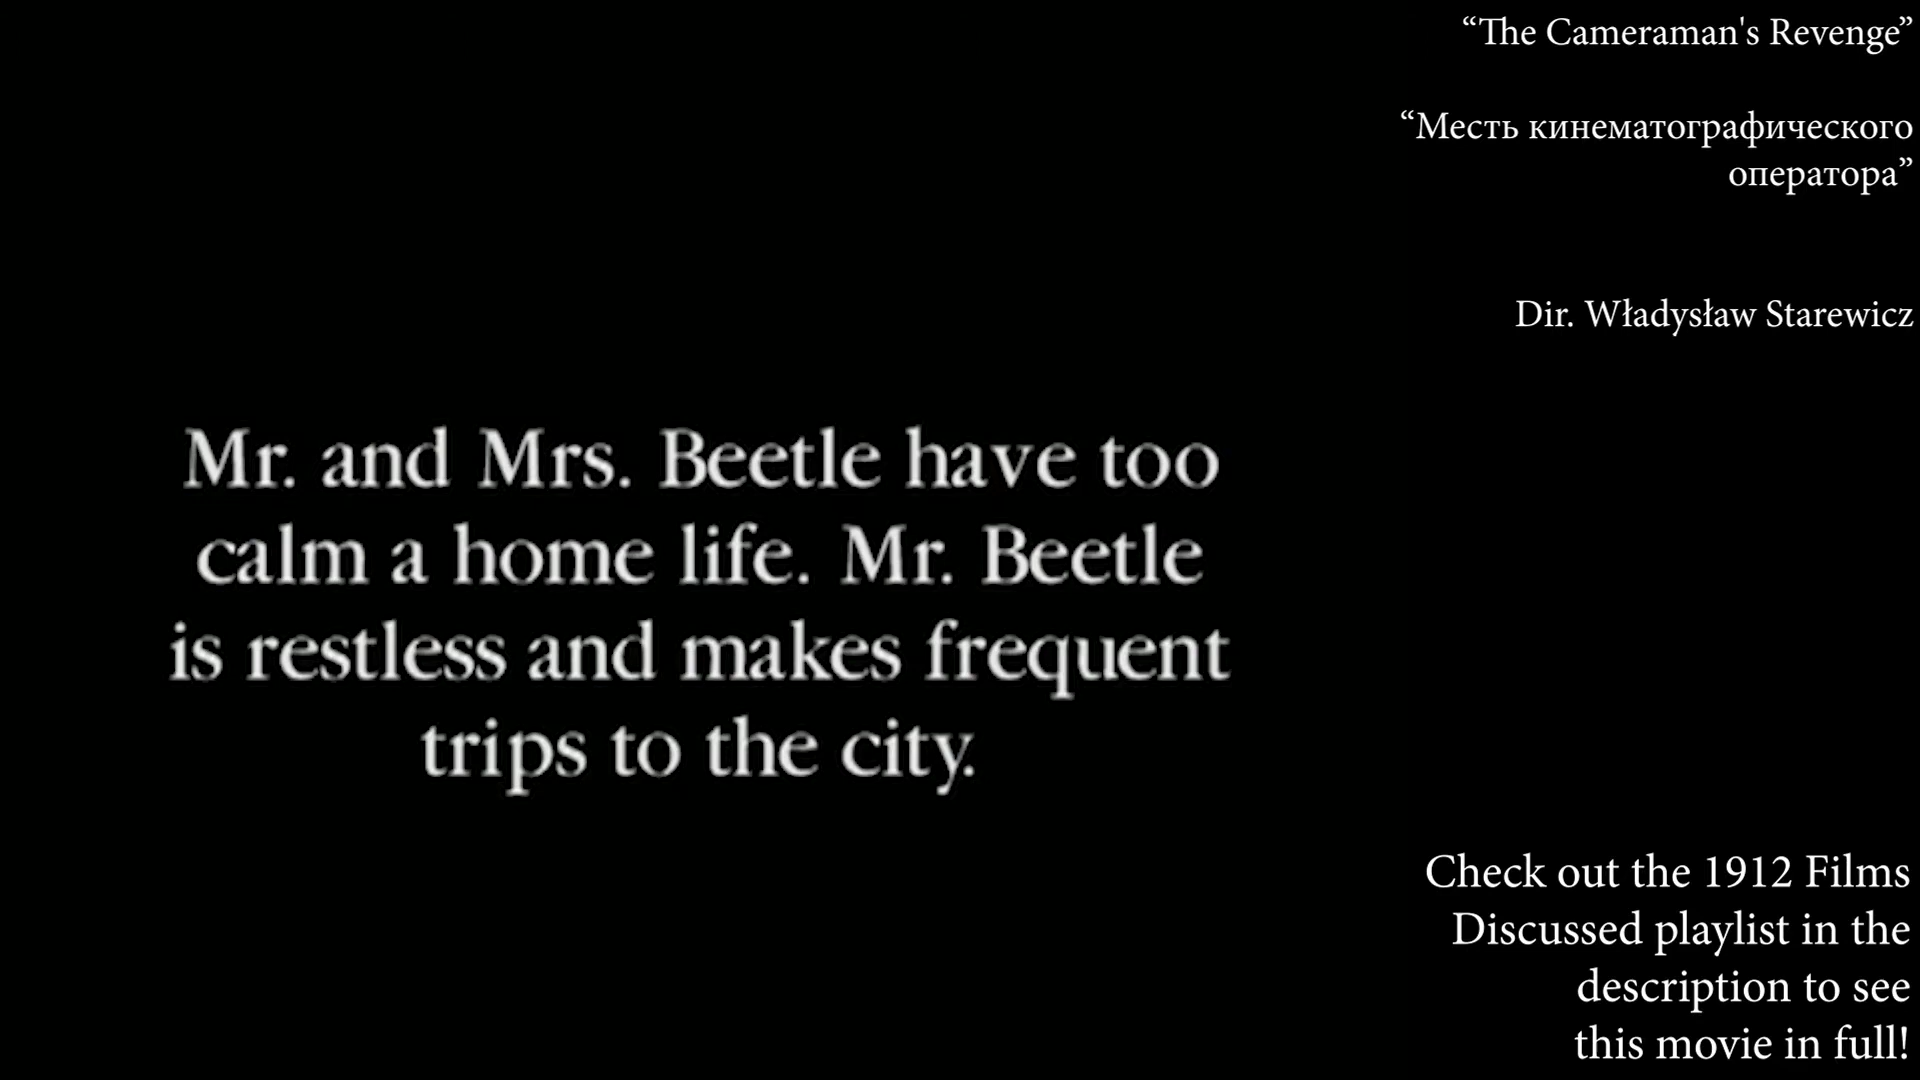 “The Cameraman's Revenge”
“Месть кинематографического
оператора”
Dir. Władysław Starewicz
Mr. and Mrs. Beetle have too
calm a home life. Mr. Beetle
is restless and makes frequent
trips to the city.
Check out the 1912 Films
Discussed playlist in the
description to see
this movie in full!